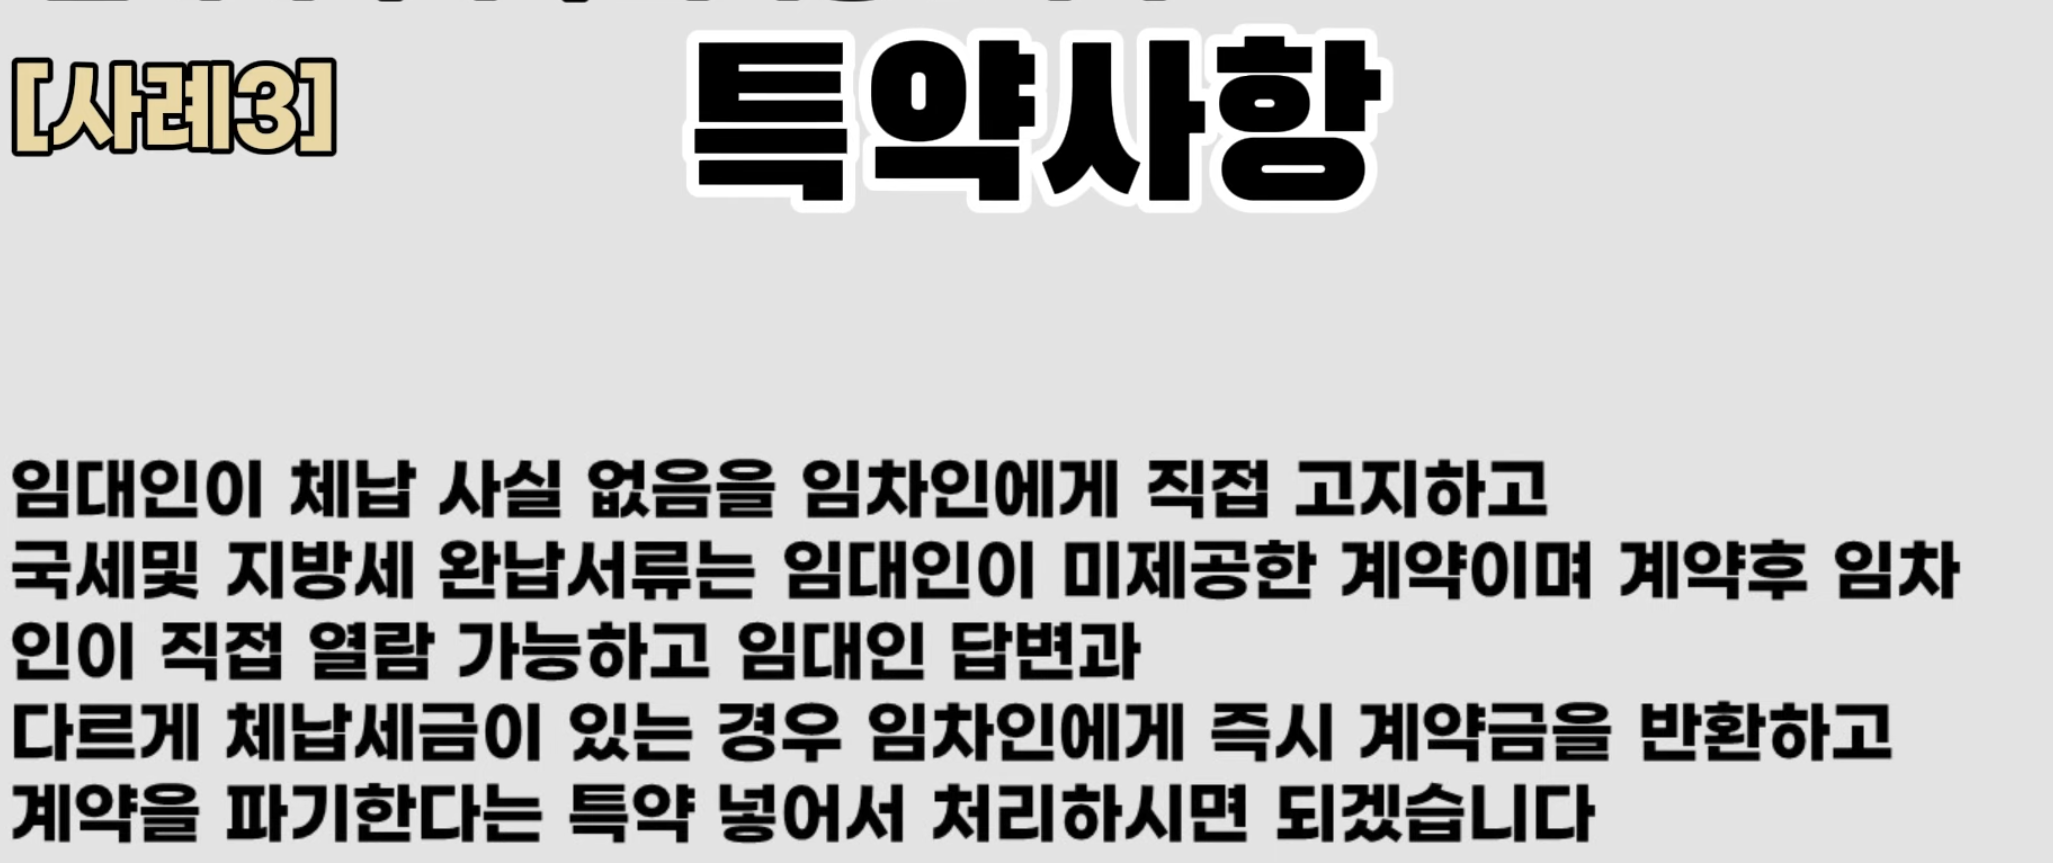 [사례3]
특약사항
임대인이 체납 사실 없음을 임차인에게 직접 고지하고
국세및 지방세 완납서류는 임대인이 미제공한 계약이며 계약후 임차
인이 직접 열람 가능하고 임대인 답변과
다르게 체납세금이 있는 경우 임차인에게 즉시 계약금을 반환하고
계약을 파기한다는 특약 넣어서 처리하시면 되겠습니다